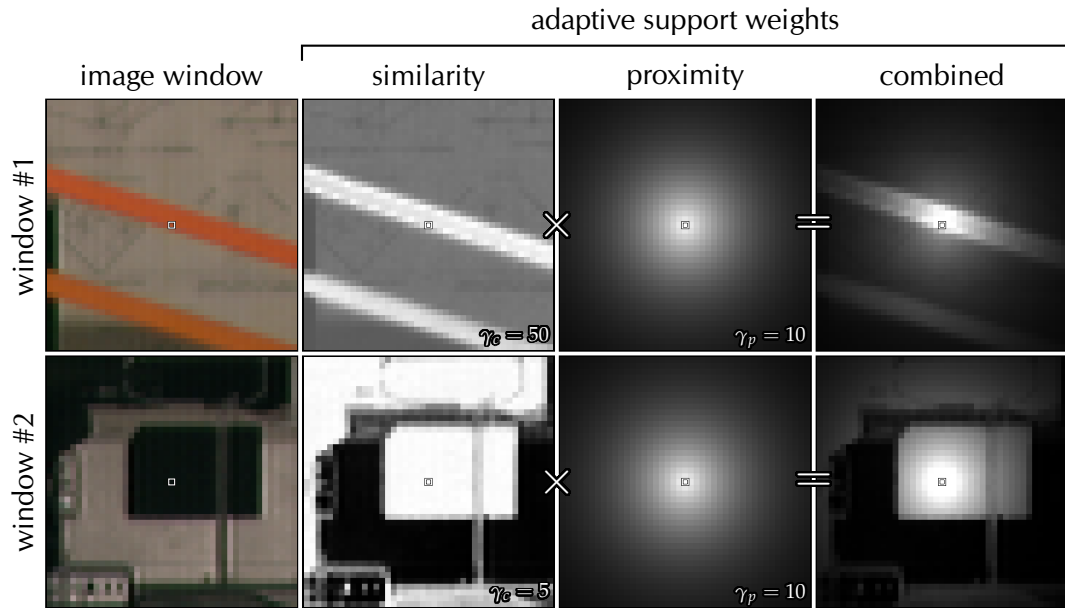 adaptive support weights
image window similarity proximity combined
window #1
γc = 50
×
γp = 10
=
window #2
γc = 5
×
γp = 10
=